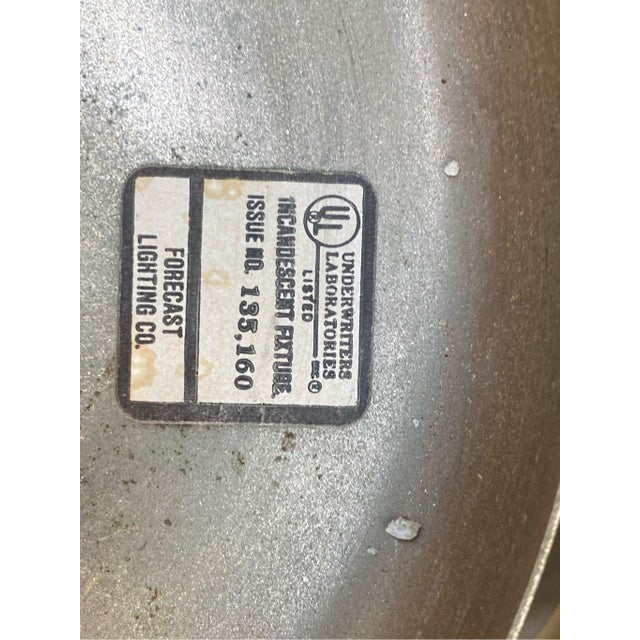 UL ®
UNDERWRITERS
LABORATORIES
INC. ®
LISTED
INCANDESCENT FIXTURE,
ISSUE NO. 135,160
FORECAST
LIGHTING CO.